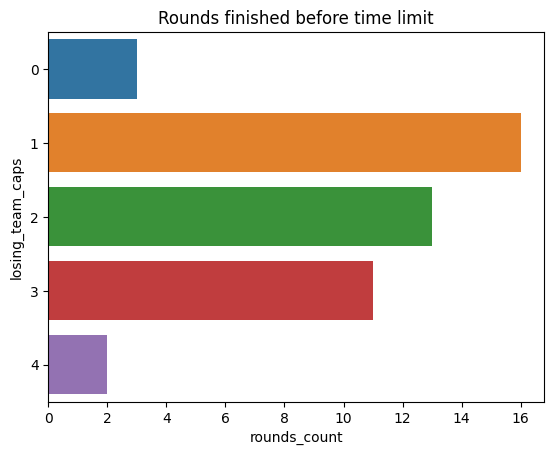 Rounds finished before time limit
losing_team_caps
0
1
2
3
4
0 2 4 6 8 10 12 14 16
rounds_count